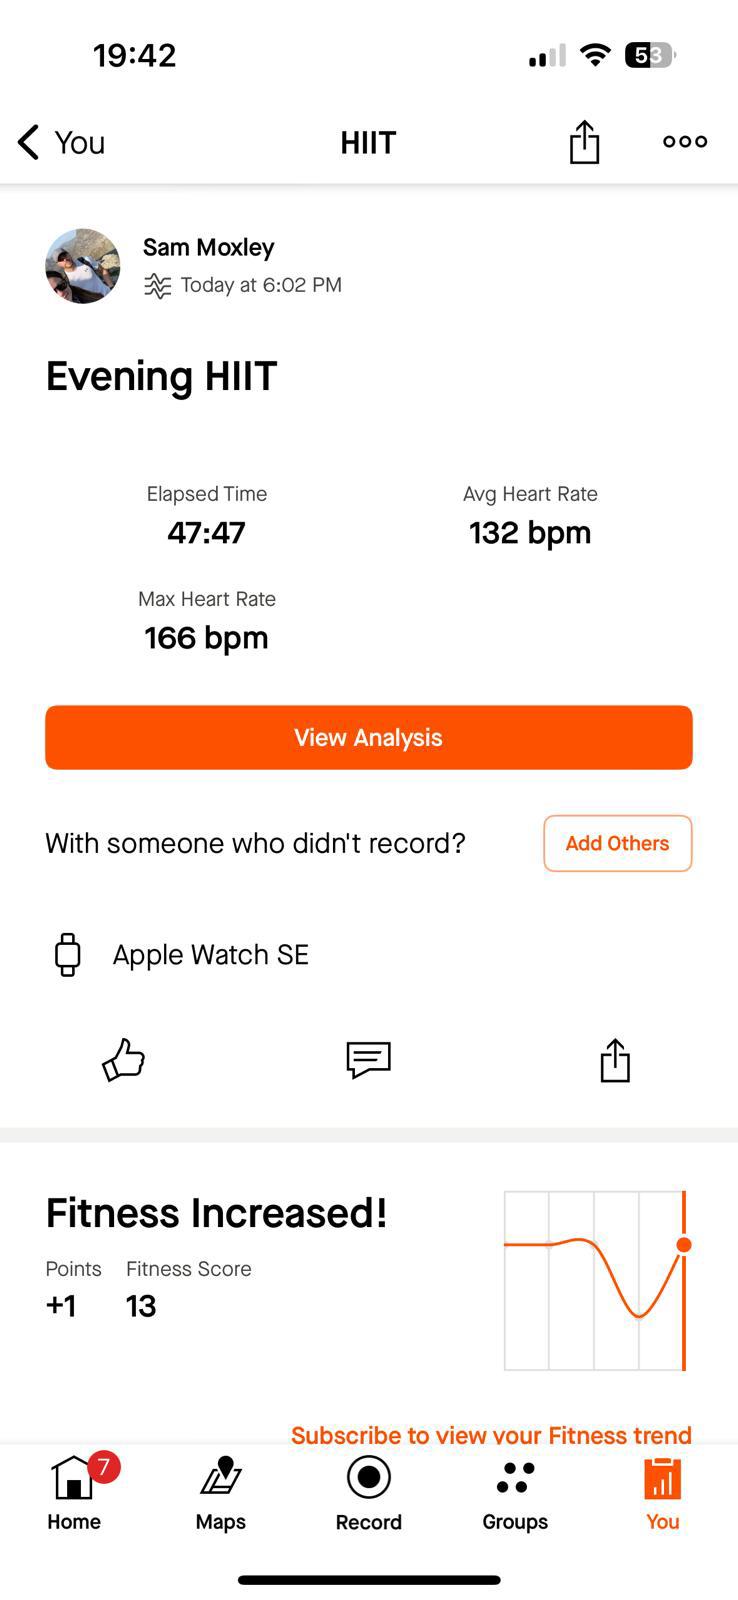 19:42
53
You
HIIT
Sam Moxley
Today at 6:02 PM
Evening HIIT
Elapsed Time
Avg Heart Rate
47:47
132 bpm
Max Heart Rate
166 bpm
View Analysis
With someone who didn't record?
Add Others
Apple Watch SE
Fitness Increased!
Points
Fitness Score
+1
13
Subscribe to view your Fitness trend
7
Home
Maps
Record
Groups
You